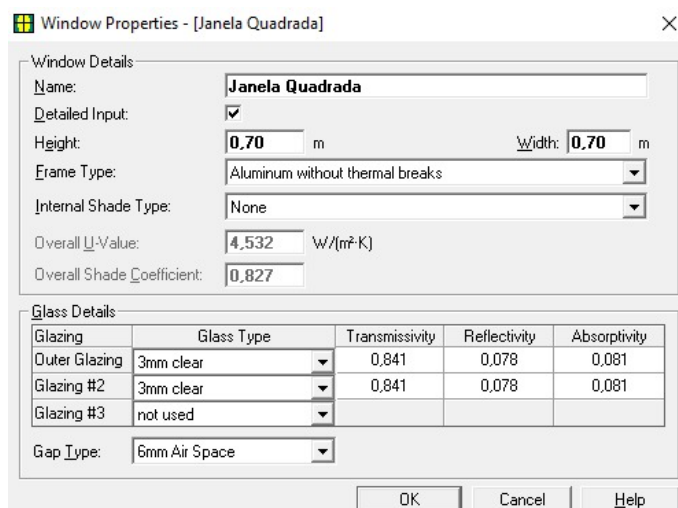 Window Properties - [Janela Quadrada]
Window Details
Name: Janela Quadrada
Detailed Input:
Height: 0,70 m Width: 0,70 m
Frame Type: Aluminum without thermal breaks
Internal Shade Type: None
Overall U-Value: 4,532 W/(m²·K)
Overall Shade Coefficient: 0,827
Glass Details
Glazing Glass Type Transmissivity Reflectivity Absorptivity
Outer Glazing 3mm clear 0,841 0,078 0,081
Glazing #2 3mm clear 0,841 0,078 0,081
Glazing #3 not used
Gap Type: 6mm Air Space
OK Cancel Help